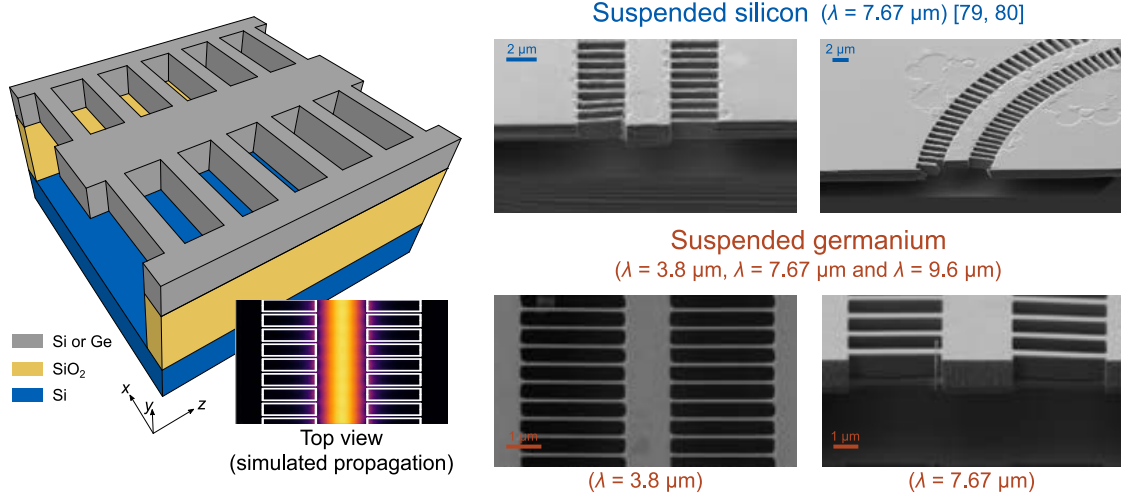 Suspended silicon (λ = 7.67 µm) [79, 80]
2 µm
2 µm
Suspended germanium
(λ = 3.8 µm, λ = 7.67 µm and λ = 9.6 µm)
1 µm
1 µm
(λ = 3.8 µm)
(λ = 7.67 µm)
Si or Ge
SiO₂
Si
x
y
z
Top view
(simulated propagation)